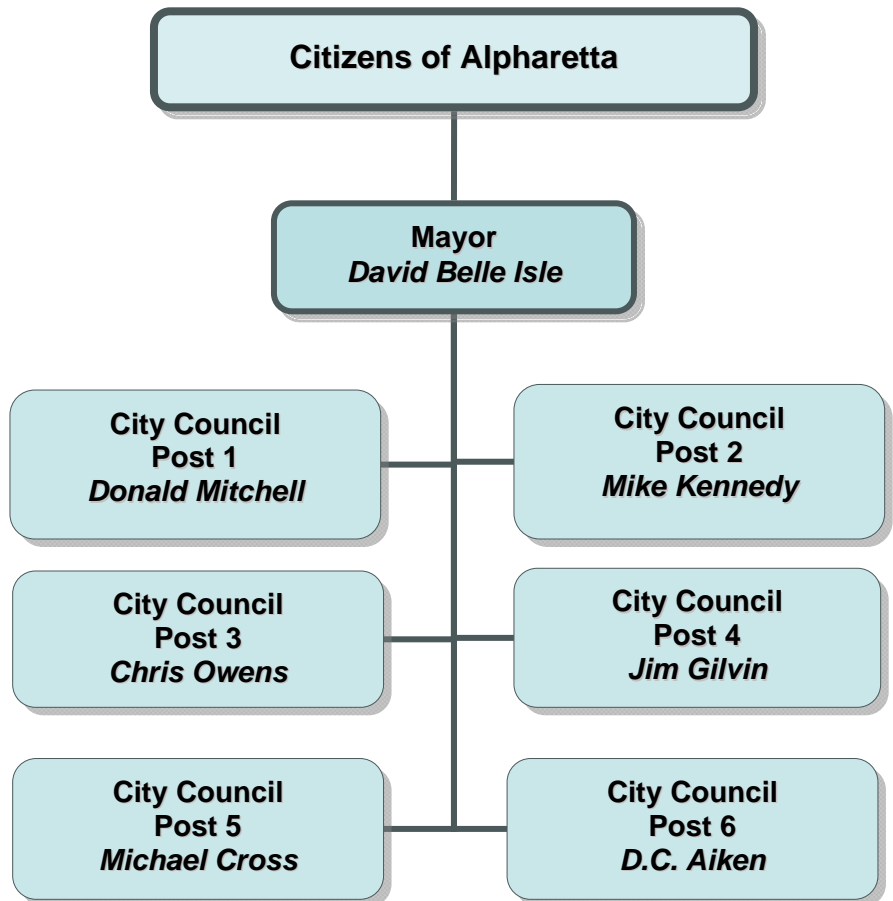 Citizens of Alpharetta
Mayor
David Belle Isle
City Council
Post 1
Donald Mitchell
City Council
Post 2
Mike Kennedy
City Council
Post 3
Chris Owens
City Council
Post 4
Jim Gilvin
City Council
Post 5
Michael Cross
City Council
Post 6
D.C. Aiken